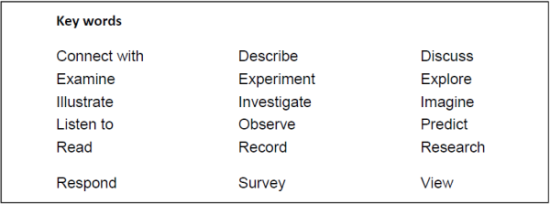 Key words
Connect with Describe Discuss
Examine Experiment Explore
Illustrate Investigate Imagine
Listen to Observe Predict
Read Record Research
Respond Survey View